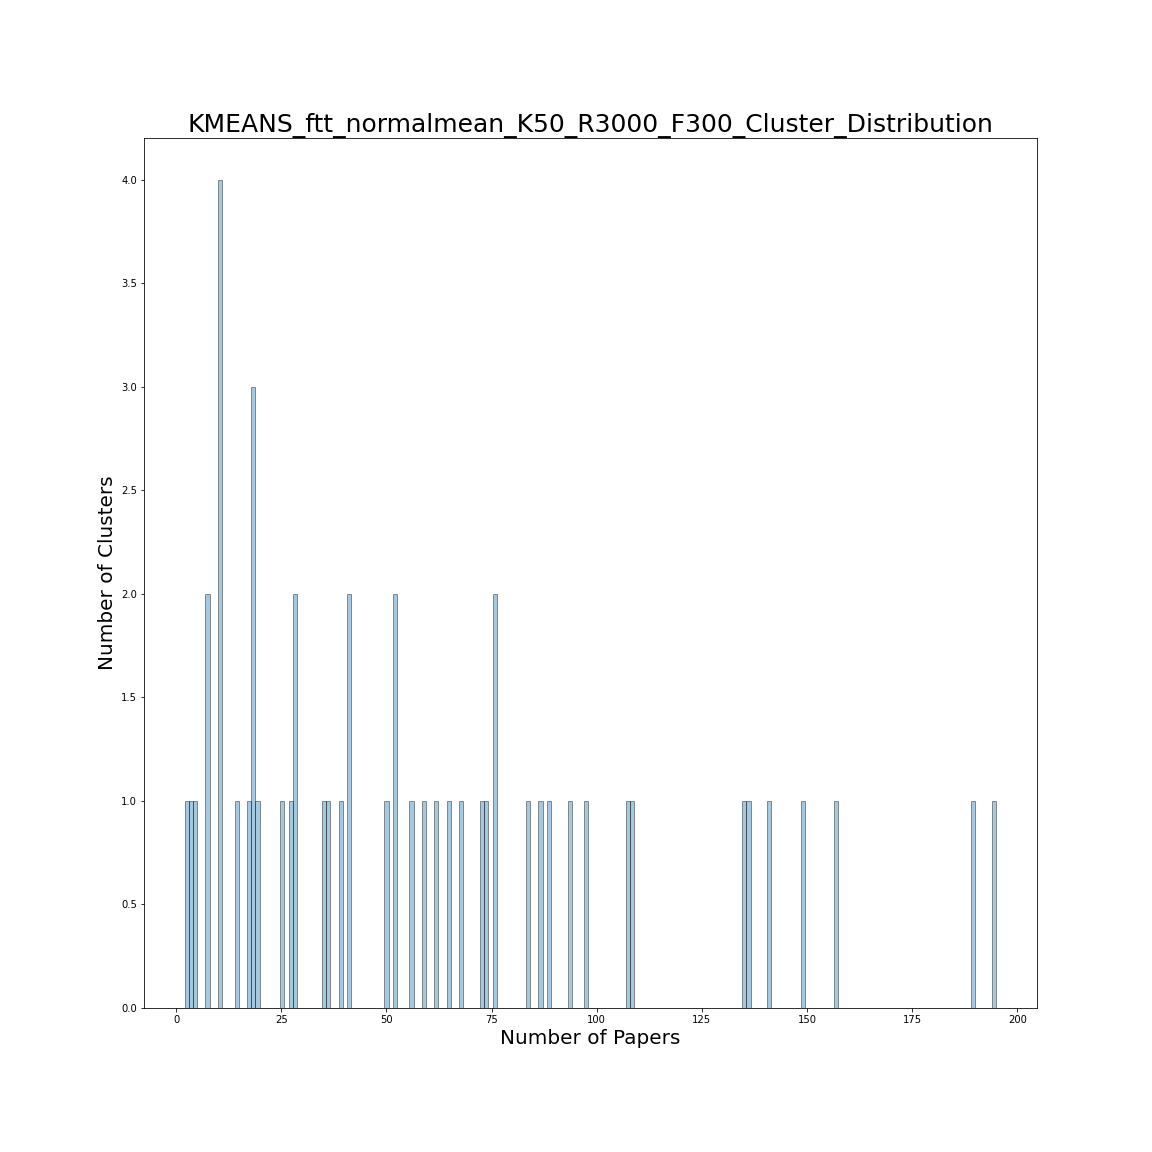 KMEANS_ftt_normalmean_K50_R3000_F300_Cluster_Distribution
4.0
3.5
3.0
2.5
2.0
1.5
1.0
0.5
0.0
Number of Clusters
0 25 50 75 100 125 150 175 200
Number of Papers